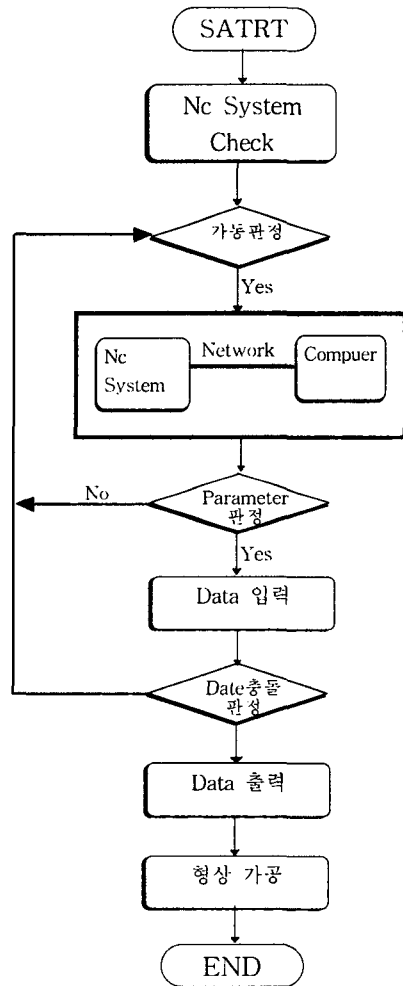 SATRT
Nc System
Check
가동판정
Yes
Nc
System
Network
Compuer
No
Parameter
판정
Yes
Data 입력
Date충돌
판정
Data 출력
형상 가공
END